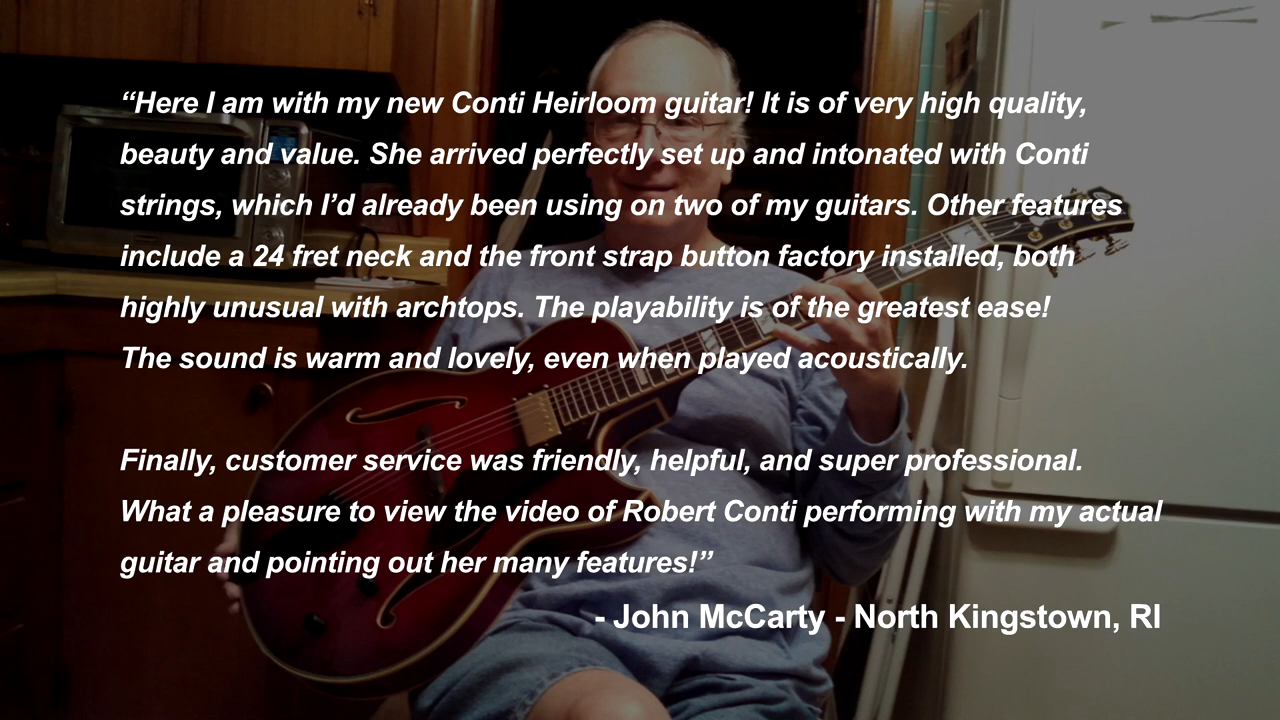 “Here I am with my new Conti Heirloom guitar! It is of very high quality,
beauty and value. She arrived perfectly set up and intonated with Conti
strings, which I’d already been using on two of my guitars. Other features
include a 24 fret neck and the front strap button factory installed, both
highly unusual with archtops. The playability is of the greatest ease!
The sound is warm and lovely, even when played acoustically.
Finally, customer service was friendly, helpful, and super professional.
What a pleasure to view the video of Robert Conti performing with my actual
guitar and pointing out her many features!”
- John McCarty - North Kingstown, RI